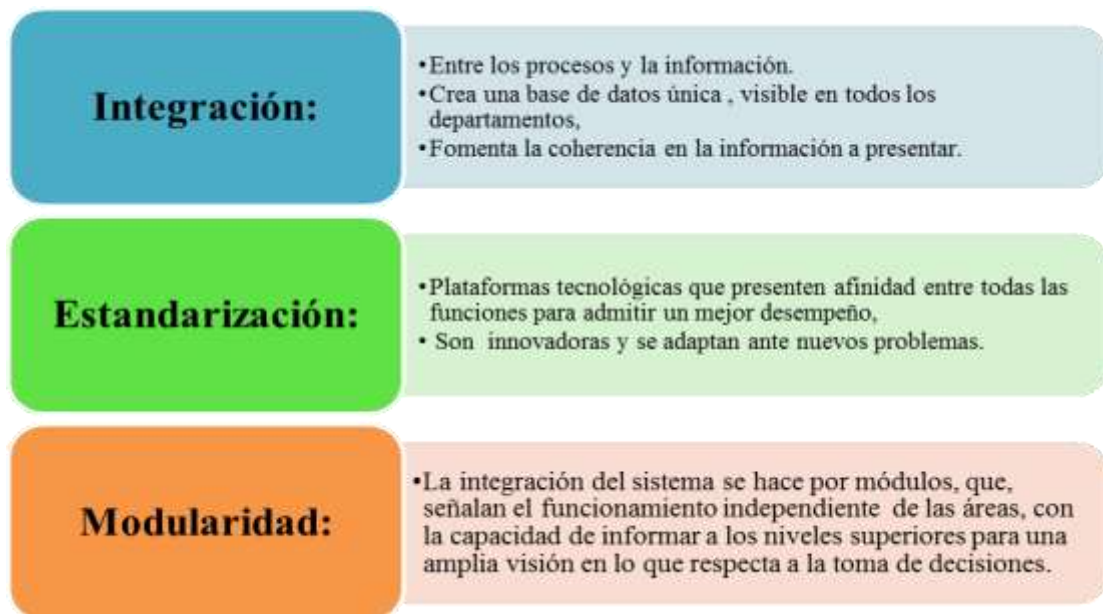 Integración:
•Entre los procesos y la información.
•Crea una base de datos única , visible en todos los
departamentos,
•Fomenta la coherencia en la información a presentar.
Estandarización:
•Plataformas tecnológicas que presenten afinidad entre todas las
funciones para admitir un mejor desempeño,
• Son innovadoras y se adaptan ante nuevos problemas.
Modularidad:
•La integración del sistema se hace por módulos, que,
señalan el funcionamiento independiente de las áreas, con
la capacidad de informar a los niveles superiores para una
amplia visión en lo que respecta a la toma de decisiones.